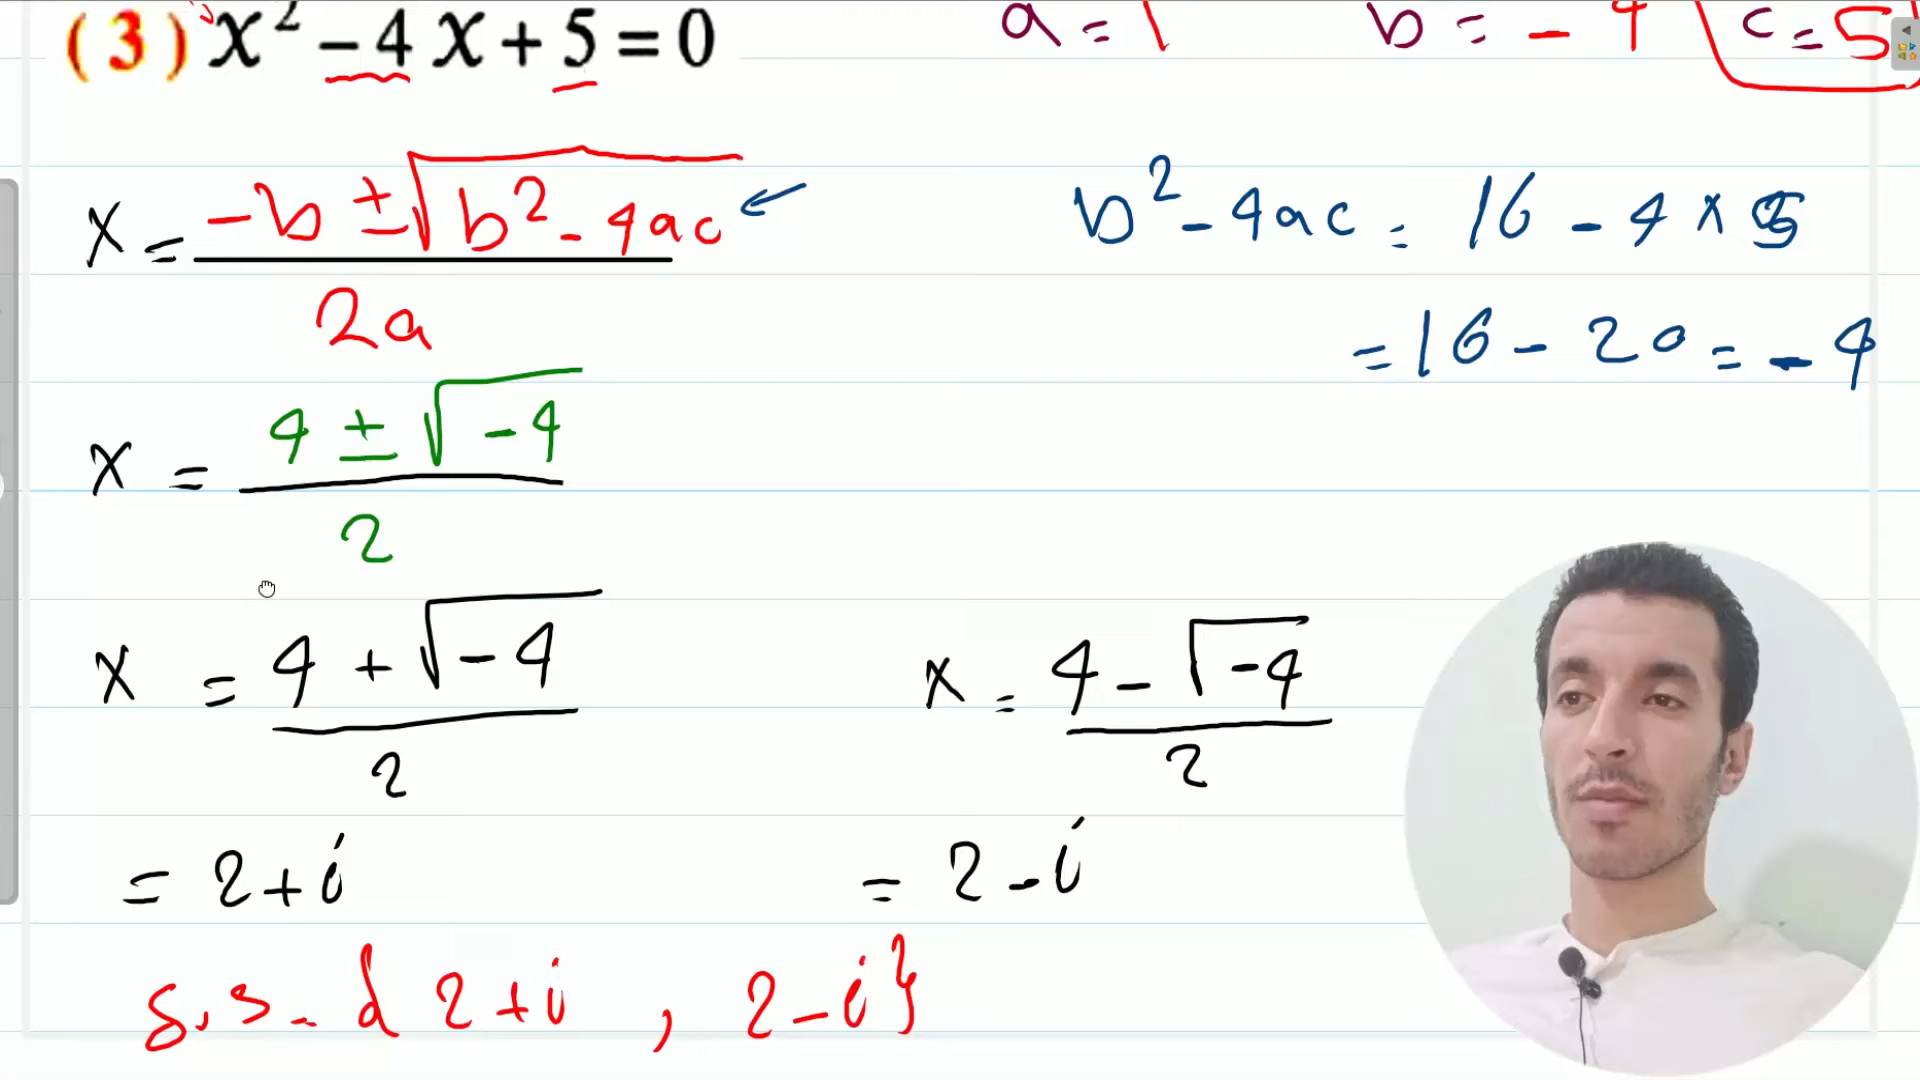 (3) x² − 4x + 5 = 0 a = 1 b = -4 c = 5
x = (-b ± √(b² - 4ac)) / 2a b² - 4ac = 16 - 4 × 5
= 16 - 20 = -4
x = (4 ± √-4) / 2
x = (4 + √-4) / 2 x = (4 - √-4) / 2
= 2 + i = 2 - i
S.S = { 2 + i , 2 - i }